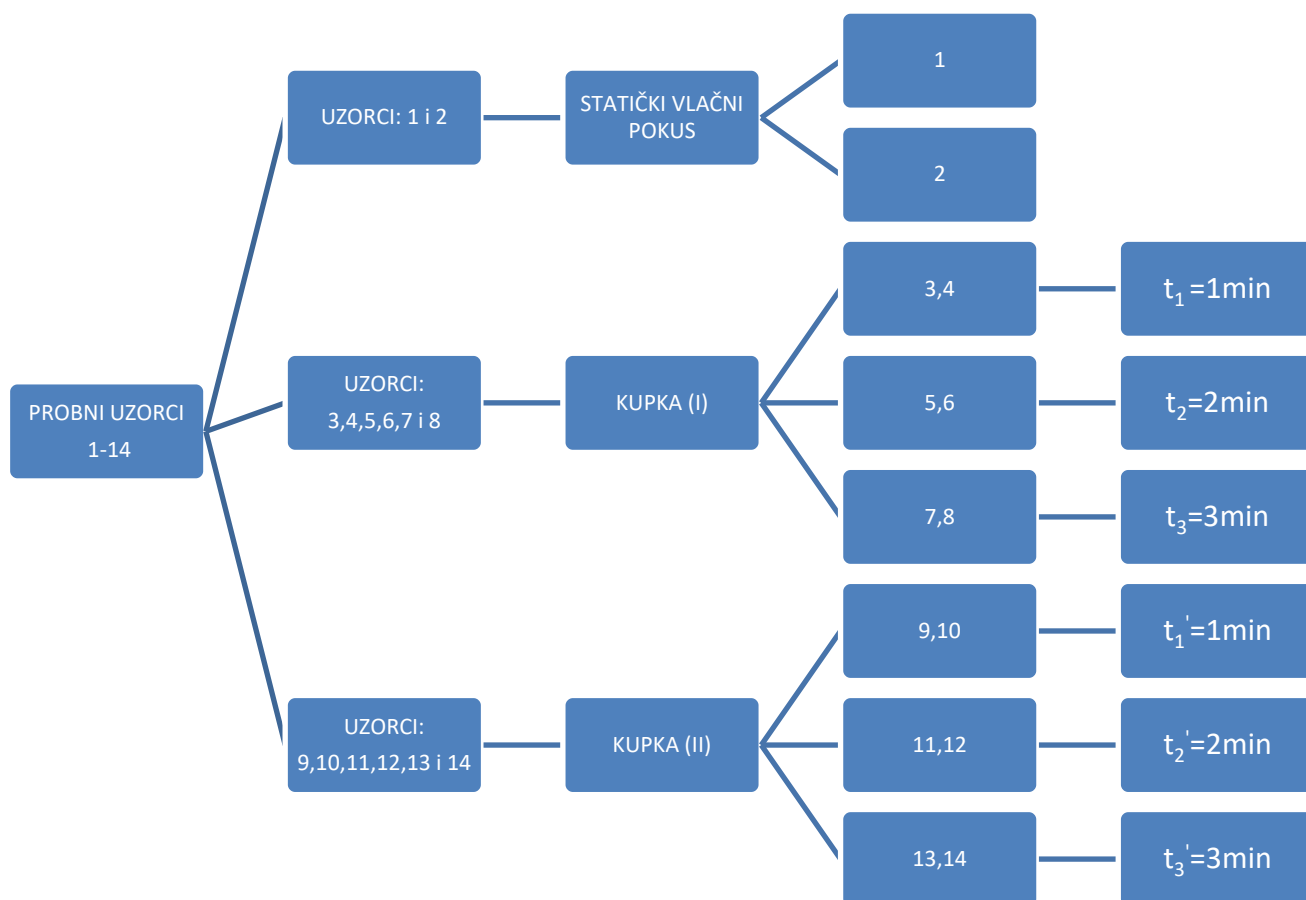 PROBNI UZORCI
1-14
UZORCI: 1 i 2
STATIČKI VLAČNI
POKUS
1
2
UZORCI:
3,4,5,6,7 i 8
KUPKA (I)
3,4
t₁=1min
5,6
t₂=2min
7,8
t₃=3min
UZORCI:
9,10,11,12,13 i 14
KUPKA (II)
9,10
t₁'=1min
11,12
t₂'=2min
13,14
t₃'=3min